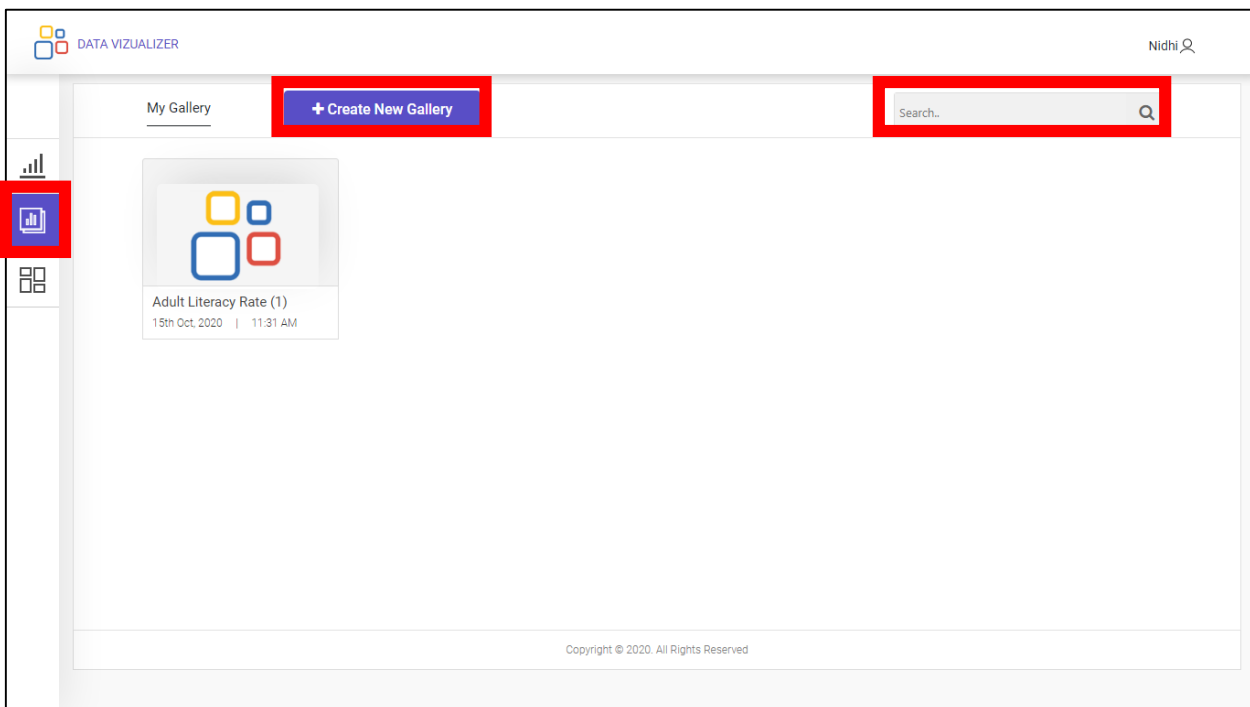 DATA VIZUALIZER
Nidhi
My Gallery
+ Create New Gallery
Search..
Adult Literacy Rate (1)
15th Oct, 2020 | 11:31 AM
Copyright © 2020. All Rights Reserved